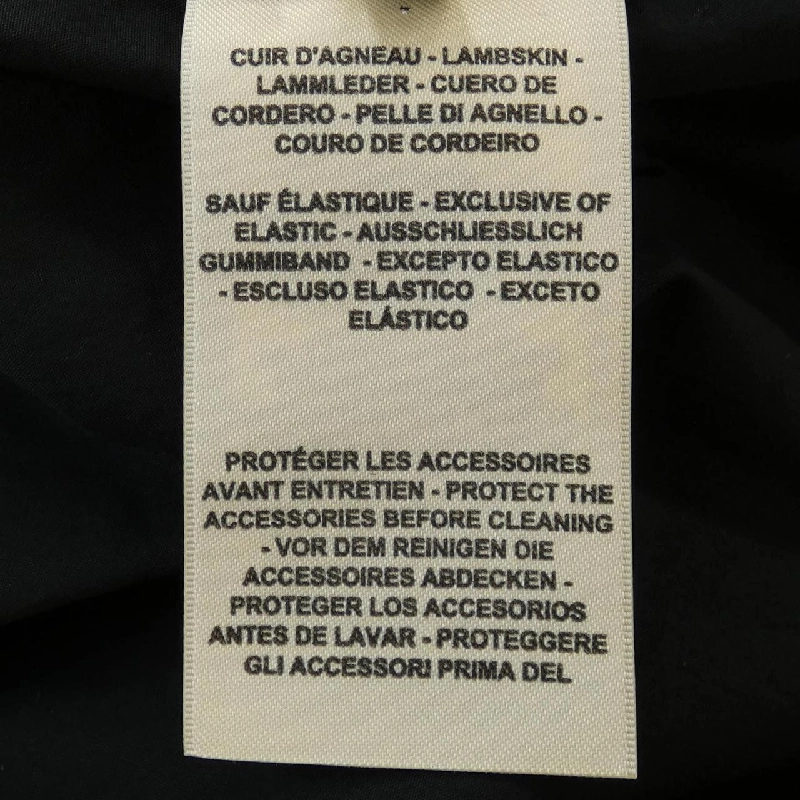 CUIR D'AGNEAU - LAMBSKIN -
LAMMLEDER - CUERO DE
CORDERO - PELLE DI AGNELLO -
COURO DE CORDEIRO
SAUF ÉLASTIQUE - EXCLUSIVE OF
ELASTIC - AUSSCHLIESSLICH
GUMMIBAND - EXCEPTO ELASTICO
- ESCLUSO ELASTICO - EXCETO
ELÁSTICO
PROTÉGER LES ACCESSOIRES
AVANT ENTRETIEN - PROTECT THE
ACCESSORIES BEFORE CLEANING
- VOR DEM REINIGEN DIE
ACCESSOIRES ABDECKEN -
PROTEGER LOS ACCESORIOS
ANTES DE LAVAR - PROTEGGERE
GLI ACCESSORI PRIMA DEL